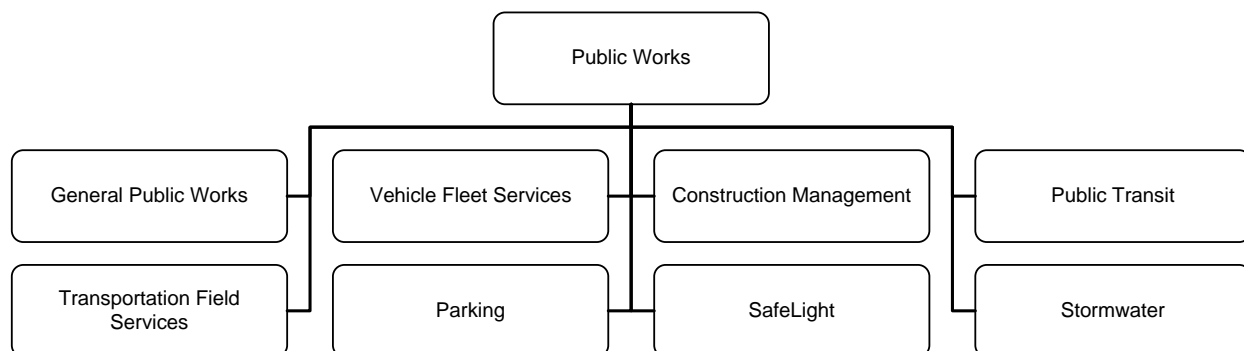 Public Works
General Public Works
Vehicle Fleet Services
Construction Management
Public Transit
Transportation Field
Services
Parking
SafeLight
Stormwater